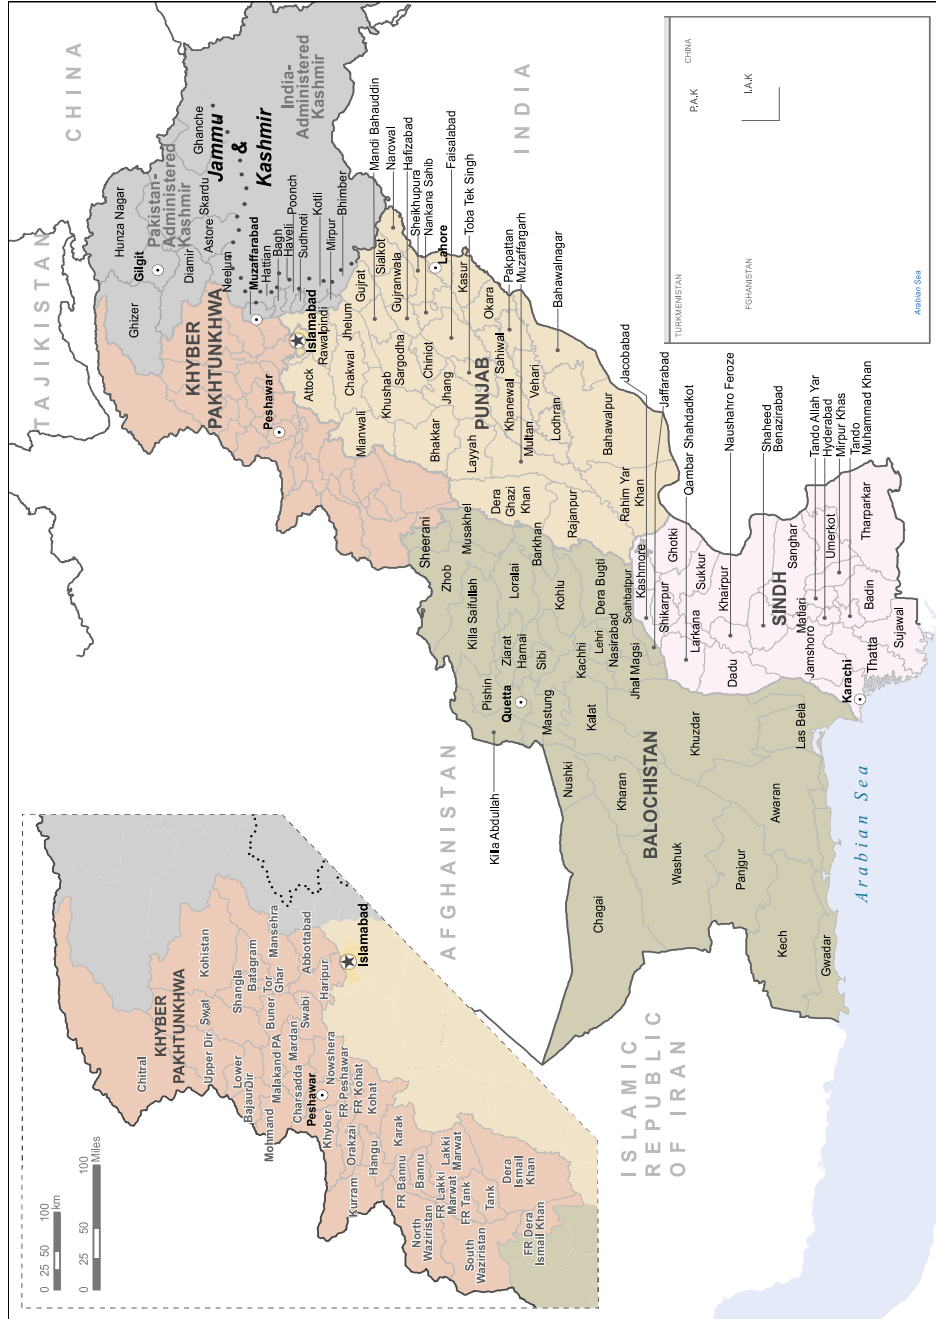 CHINA
TAJIKISTAN
AFGHANISTAN
ISLAMIC
REPUBLIC
OF IRAN
INDIA
Arabian Sea
Hunza Nagar
Ghizer
Gilgit
Pakistan-
Administered
Kashmir
Diamir
Astore
Skardu
Ghanche
Jammu
&
Kashmir
India-
Administered
Kashmir
Neelum
Muzaffarabad
Hattian
Bagh
Haveli
Poonch
Sudhnoti
Kotli
Mirpur
Bhimber
KHYBER
PAKHTUNKHWA
Peshawar
Islamabad
Rawalpindi
Attock
Chakwal
Jhelum
Gujrat
Mandi Bahauddin
Sialkot
Narowal
Gujranwala
Hafizabad
Sheikhupura
Nankana Sahib
Lahore
Faisalabad
Kasur
Toba Tek Singh
Mianwali
Khushab
Sargodha
Chiniot
Jhang
Bhakkar
Layyah
PUNJAB
Okara
Sahiwal
Pakpattan
Muzaffargarh
Khanewal
Multan
Vehari
Lodhran
Bahawalnagar
Bahawalpur
Dera
Ghazi
Khan
Rajanpur
Rahim Yar
Khan
Sheerani
Musakhel
Zhob
Killa Saifullah
Loralai
Barkhan
Kohlu
Dera Bugti
Ziarat
Harnai
Sibi
Pishin
Quetta
Killa Abdullah
Mastung
Kachhi
Lehri
Nasirabad
Soahbatpur
Jhal Magsi
Kalat
Nushki
Kharan
Khuzdar
BALOCHISTAN
Chagai
Washuk
Panjgur
Awaran
Las Bela
Kech
Gwadar
Jacobabad
Jaffarabad
Qambar Shahdadkot
Naushahro Feroze
Shaheed
Benazirabad
Tando Allah Yar
Hyderabad
Mirpur Khas
Tando
Muhammad Khan
Kashmore
Ghotki
Shikarpur
Sukkur
Larkana
Khairpur
Dadu
SINDH
Sanghar
Matiari
Jamshoro
Umerkot
Tharparkar
Badin
Thatta
Sujawal
Karachi
KHYBER
PAKHTUNKHWA
Chitral
Kohistan
Swat
Upper Dir
Shangla
Batagram
Lower
Dir
Bajaur
Mansehra
Tor
Ghar
Buner
Malakand PA
Mohmand
Mardan
Charsadda
Swabi
Abbottabad
Haripur
Peshawar
Nowshera
Khyber
FR Peshawar
FR Kohat
Kohat
Orakzai
Kurram
Hangu
Karak
FR Bannu
Bannu
North
Waziristan
FR Lakki
Marwat
Lakki
Marwat
FR Tank
Tank
South
Waziristan
Dera
Ismail
Khan
FR Dera
Ismail Khan
Islamabad
0 25 50 100
km
0 25 50 100
Miles
TURKMENISTAN
CHINA
P.A.K
I.A.K
FGHANISTAN
Arabian Sea